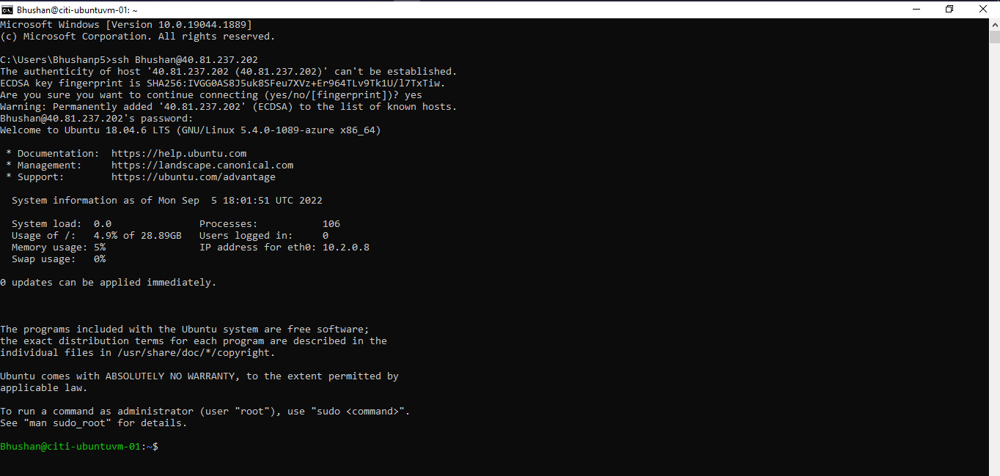 Bhushan@citi-ubuntuvm-01: ~
Microsoft Windows [Version 10.0.19044.1889]
(c) Microsoft Corporation. All rights reserved.
C:\Users\Bhushanp5>ssh Bhushan@40.81.237.202
The authenticity of host '40.81.237.202 (40.81.237.202)' can't be established.
ECDSA key fingerprint is SHA256:IVGG0AS8J5uk8SFeu7XVz+Er964TLv9Tk1U/l7TxTiw.
Are you sure you want to continue connecting (yes/no/[fingerprint])? yes
Warning: Permanently added '40.81.237.202' (ECDSA) to the list of known hosts.
Bhushan@40.81.237.202's password:
Welcome to Ubuntu 18.04.6 LTS (GNU/Linux 5.4.0-1089-azure x86_64)
* Documentation:  https://help.ubuntu.com
* Management:     https://landscape.canonical.com
* Support:        https://ubuntu.com/advantage
System information as of Mon Sep  5 18:01:51 UTC 2022
System load:  0.0               Processes:           106
Usage of /:   4.9% of 28.89GB   Users logged in:     0
Memory usage: 5%                IP address for eth0: 10.2.0.8
Swap usage:   0%
0 updates can be applied immediately.
The programs included with the Ubuntu system are free software;
the exact distribution terms for each program are described in the
individual files in /usr/share/doc/*/copyright.
Ubuntu comes with ABSOLUTELY NO WARRANTY, to the extent permitted by
applicable law.
To run a command as administrator (user "root"), use "sudo <command>".
See "man sudo_root" for details.
Bhushan@citi-ubuntuvm-01:~$